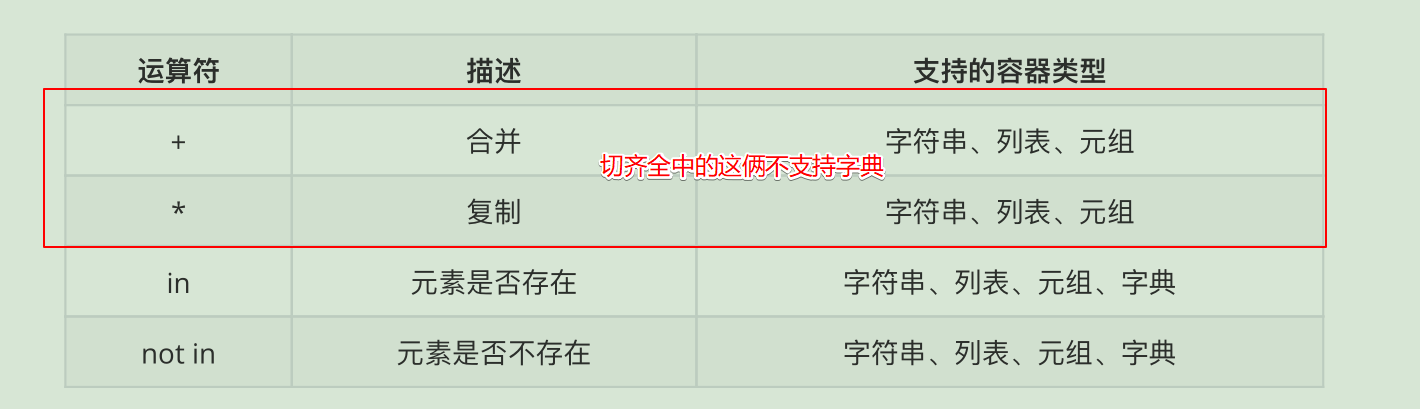 运算符 描述 支持的容器类型
+ 合并 字符串、列表、元组
切齐全中的这俩不支持字典
* 复制 字符串、列表、元组
in 元素是否存在 字符串、列表、元组、字典
not in 元素是否不存在 字符串、列表、元组、字典